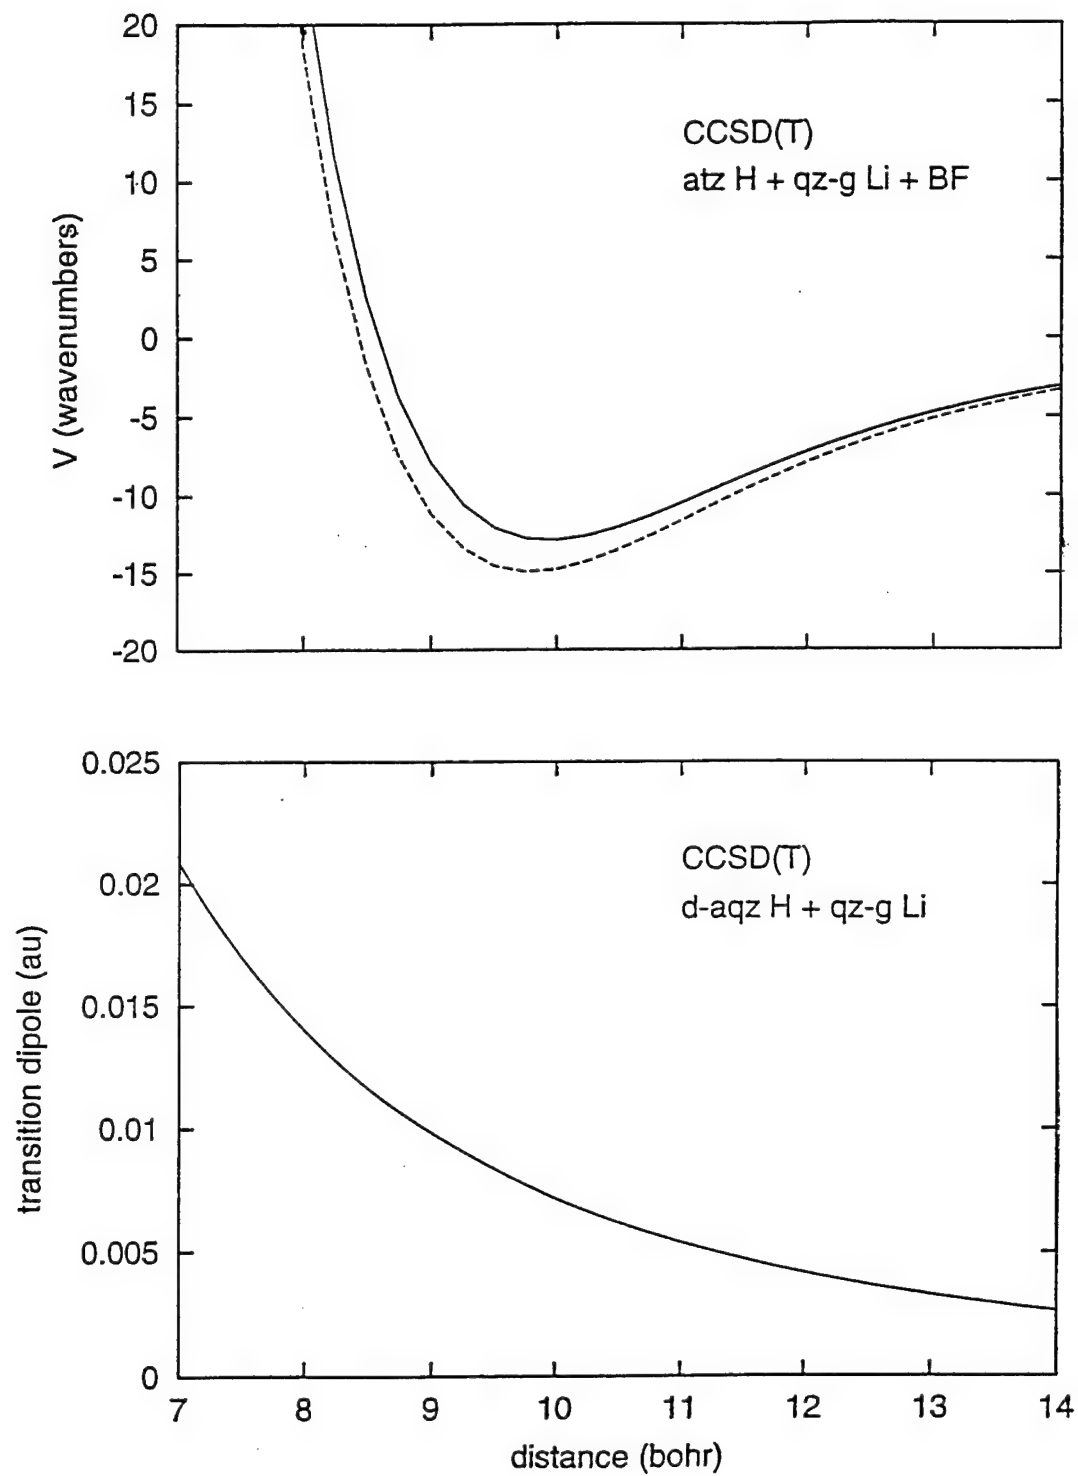 20
15
10
5
0
-5
-10
-15
-20
V (wavenumbers)
CCSD(T)
atz H + qz-g Li + BF
0.025
0.02
0.015
0.01
0.005
0
transition dipole (au)
CCSD(T)
d-aqz H + qz-g Li
7 8 9 10 11 12 13 14
distance (bohr)